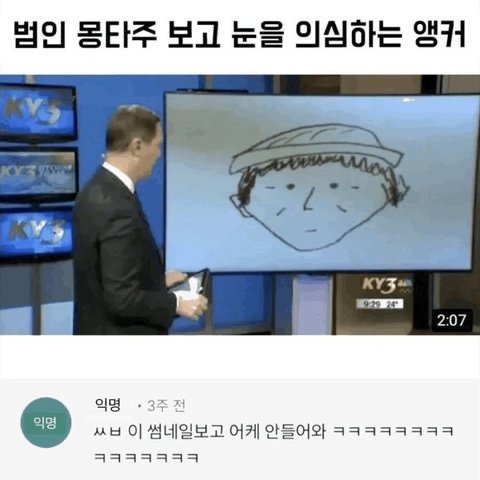 범인 몽타주 보고 눈을 의심하는 앵커
KY3
KY3
KY3
KY3
9:29 24°
2:07
익명
익명 • 3주 전
ㅆㅂ 이 썸네일보고 어케 안들어와 ㅋㅋㅋㅋㅋㅋㅋㅋ
ㅋㅋㅋㅋㅋㅋㅋ